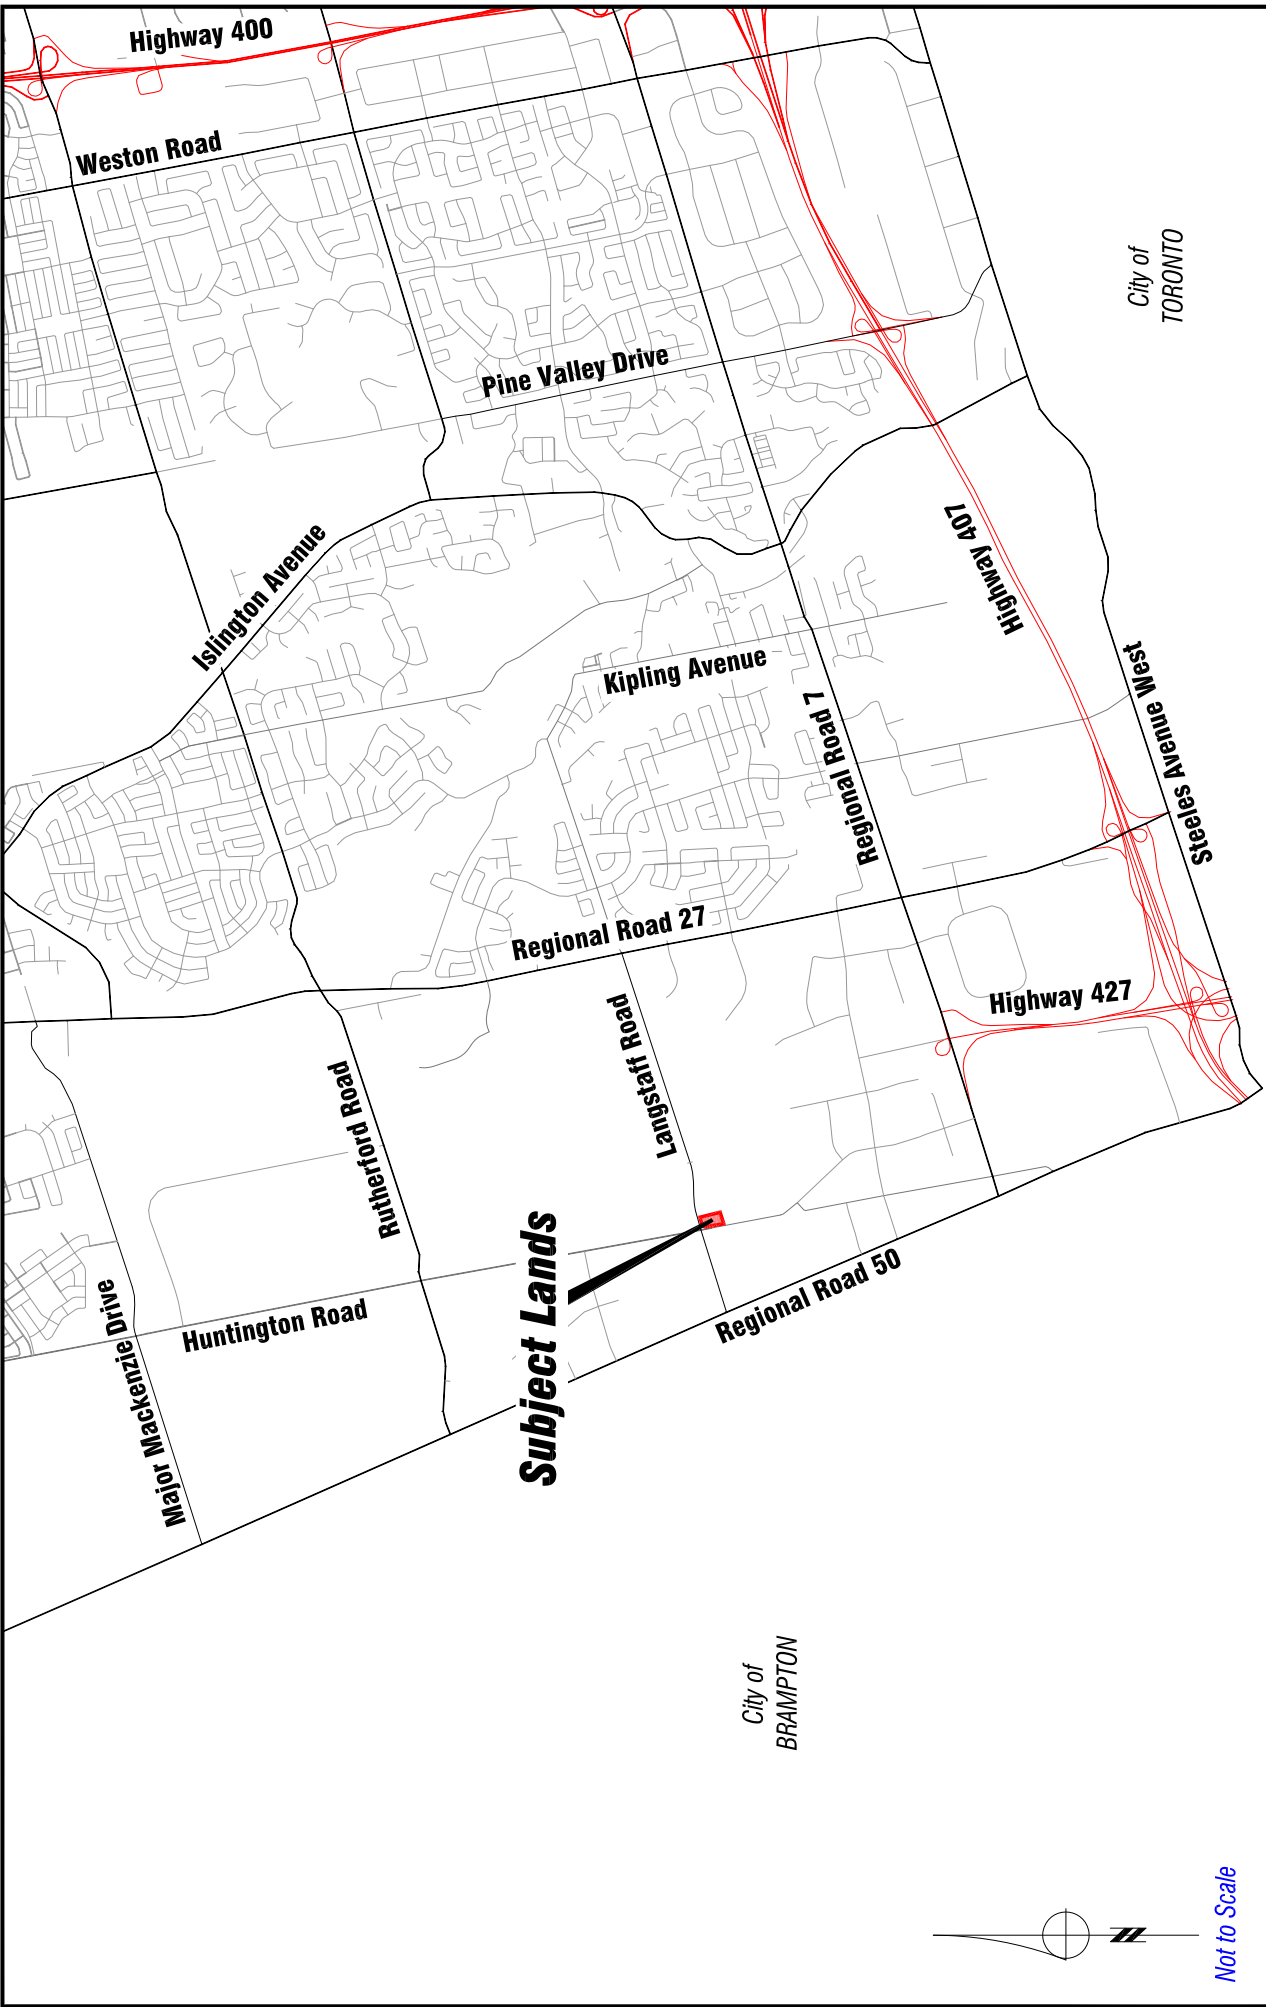 Highway 400
Weston Road
City of
TORONTO
Pine Valley Drive
Islington Avenue
Highway 407
Kipling Avenue
Steeles Avenue West
Regional Road 7
Regional Road 27
Highway 427
Langstaff Road
Rutherford Road
Subject Lands
Regional Road 50
Huntington Road
Major Mackenzie Drive
City of
BRAMPTON
N
Not to Scale